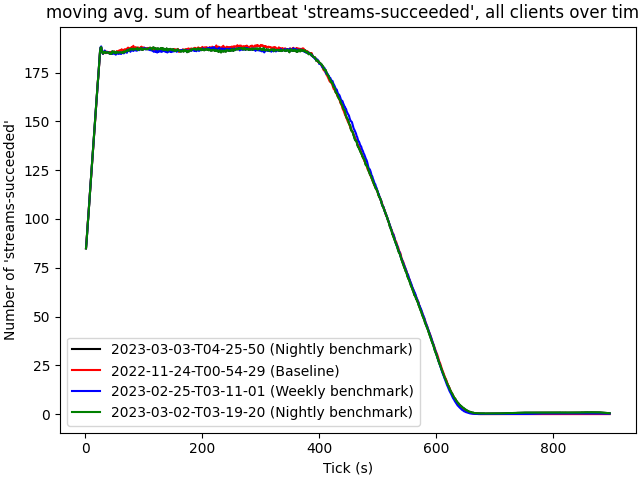 moving avg. sum of heartbeat 'streams-succeeded', all clients over tim
Number of 'streams-succeeded'
175
150
125
100
75
50
25
0
2023-03-03-T04-25-50 (Nightly benchmark)
2022-11-24-T00-54-29 (Baseline)
2023-02-25-T03-11-01 (Weekly benchmark)
2023-03-02-T03-19-20 (Nightly benchmark)
0 200 400 600 800
Tick (s)